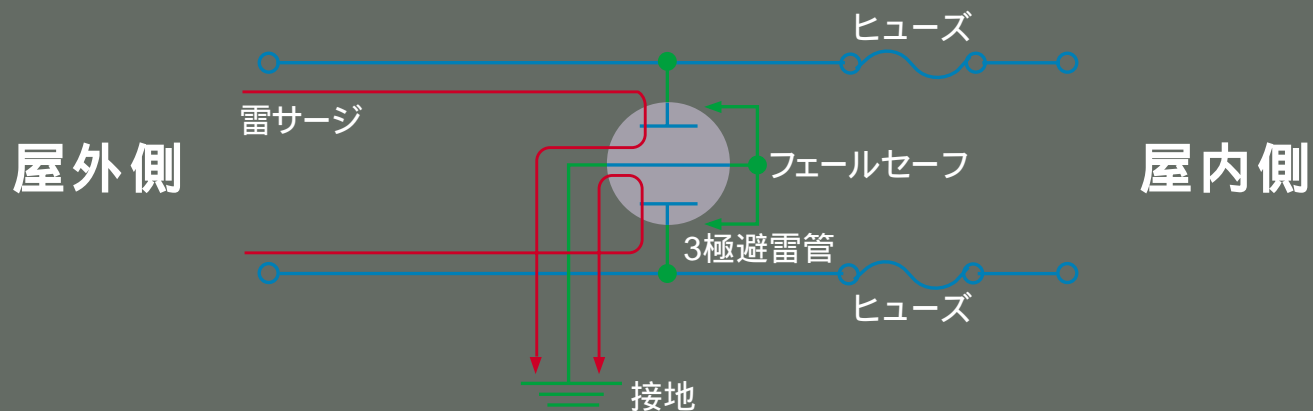 ヒューズ
雷サージ
屋外側
フェールセーフ
屋内側
3極避雷管
ヒューズ
接地